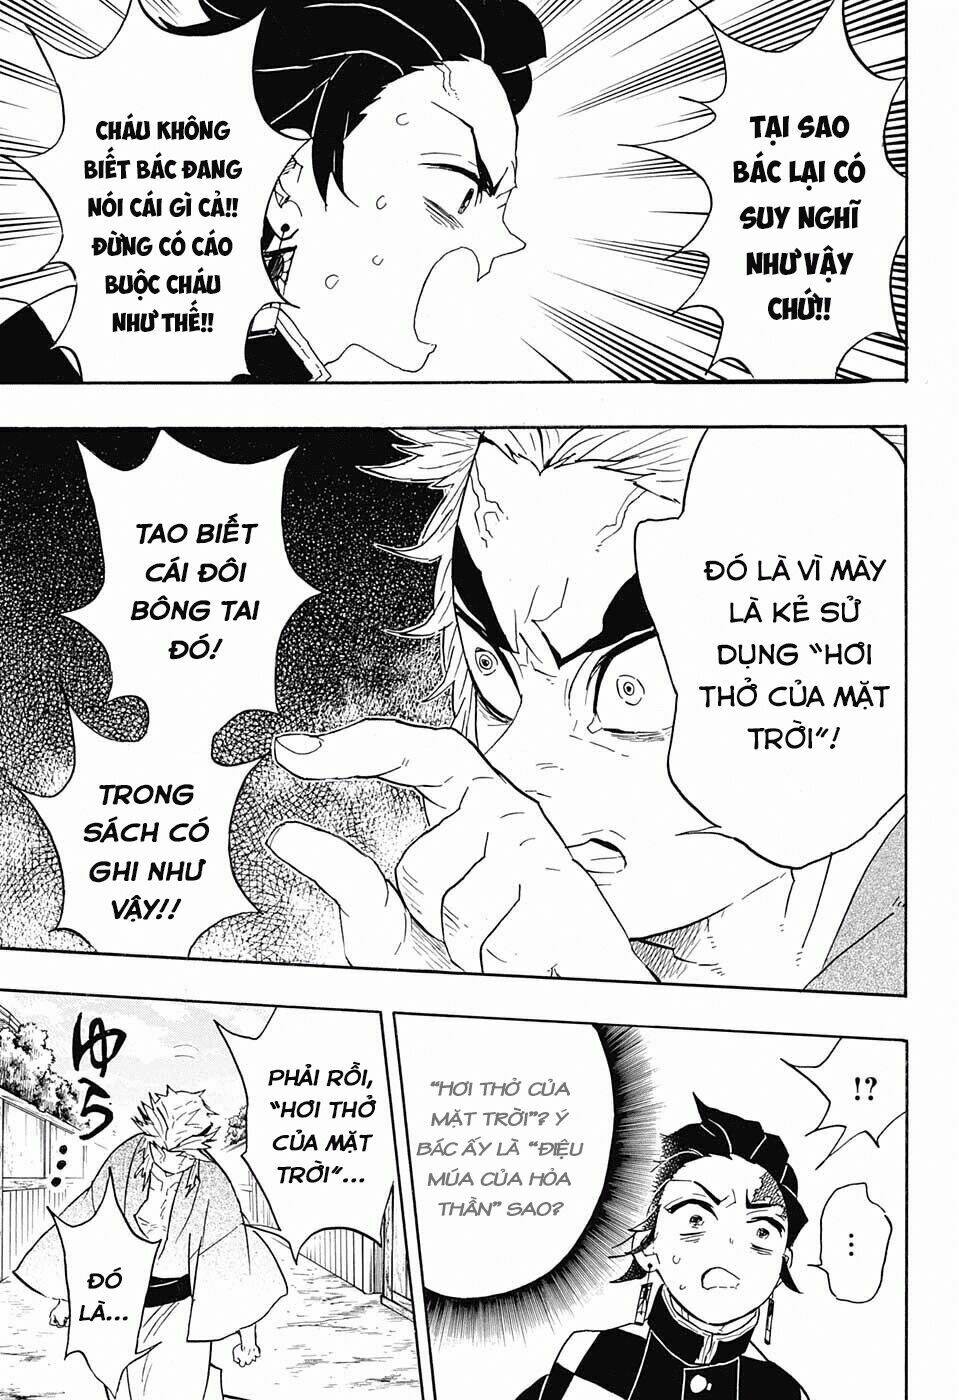 TẠI SAO
BÁC LẠI CÓ
SUY NGHĨ
NHƯ VẬY
CHỨ!!
CHÁU KHÔNG
BIẾT BÁC ĐANG
NÓI CÁI GÌ CẢ!!
ĐỪNG CÓ CÁO
BUỘC CHÁU
NHƯ THẾ!!
ĐÓ LÀ VÌ MÀY
LÀ KẺ SỬ
DỤNG “HƠI
THỞ CỦA MẶT
TRỜI”!
TAO BIẾT
CÁI ĐÔI
BÔNG TAI
ĐÓ!
TRONG
SÁCH CÓ
GHI NHƯ
VẬY!!
!?
...
“HƠI THỞ CỦA
MẶT TRỜI”? Ý
BÁC ẤY LÀ “ĐIỆU
MÚA CỦA HỎA
THẦN” SAO?
PHẢI RỒI,
“HƠI THỞ
CỦA MẶT
TRỜI”...
ゆら...
ĐÓ
LÀ...